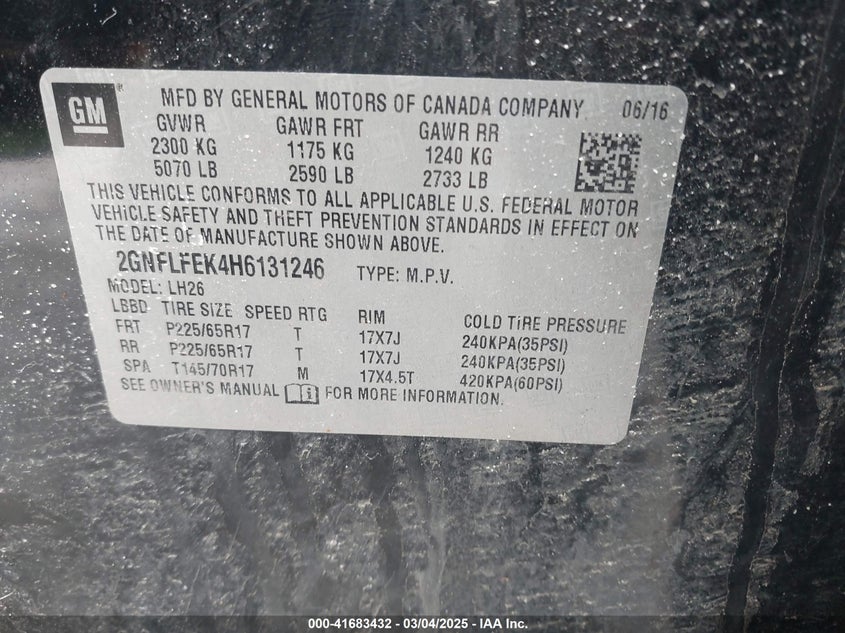 GM
MFD BY GENERAL MOTORS OF CANADA COMPANY 06/16
GVWR GAWR FRT GAWR RR
2300 KG 1175 KG 1240 KG
5070 LB 2590 LB 2733 LB
THIS VEHICLE CONFORMS TO ALL APPLICABLE U.S. FEDERAL MOTOR
VEHICLE SAFETY AND THEFT PREVENTION STANDARDS IN EFFECT ON
THE DATE OF MANUFACTURE SHOWN ABOVE.
2GNFLFEK4H6131246 TYPE: M.P.V.
MODEL: LH26
LBBD TIRE SIZE SPEED RTG RIM COLD TIRE PRESSURE
FRT P225/65R17 T 17X7J 240KPA(35PSI)
RR P225/65R17 T 17X7J 240KPA(35PSI)
SPA T145/70R17 M 17X4.5T 420KPA(60PSI)
SEE OWNER'S MANUAL FOR MORE INFORMATION.
000-41683432 - 03/04/2025 - IAA Inc.